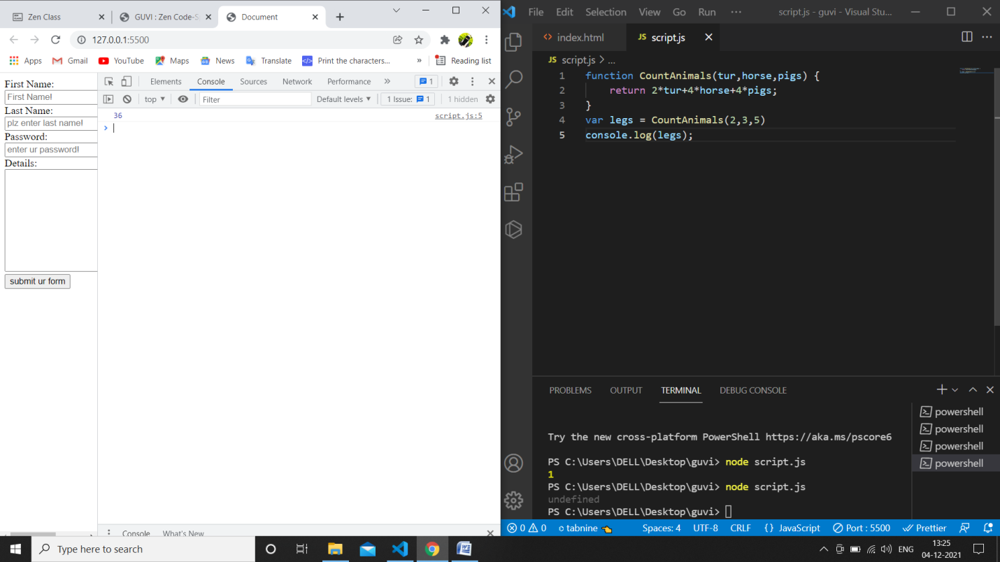 Zen Class
GUVI : Zen Code-S
Document
127.0.0.1:5500
Apps
Gmail
YouTube
Maps
News
Translate
Print the characters...
»
Reading list
First Name:
First Name!
Last Name:
plz enter last name!
Password:
enter ur password!
Details:
submit ur form
Elements
Console
Sources
Network
Performance
»
1
top ▼
Filter
Default levels ▼
1 Issue: 1
1 hidden
36
script.js:5
>
Console
What's New
File Edit Selection View Go Run ···
script.js - guvi - Visual Stu...
<> index.html
JS script.js
JS script.js > ...
1 function CountAnimals(tur,horse,pigs) {
2 return 2*tur+4*horse+4*pigs;
3 }
4 var legs = CountAnimals(2,3,5)
5 console.log(legs);
PROBLEMS OUTPUT TERMINAL DEBUG CONSOLE
Try the new cross-platform PowerShell https://aka.ms/pscore6
PS C:\Users\DELL\Desktop\guvi> node script.js
1
PS C:\Users\DELL\Desktop\guvi> node script.js
undefined
PS C:\Users\DELL\Desktop\guvi>
powershell
powershell
powershell
powershell
0 0 tabnine Spaces: 4 UTF-8 CRLF {} JavaScript Port : 5500 Prettier
Type here to search
W
ENG
13:25
04-12-2021